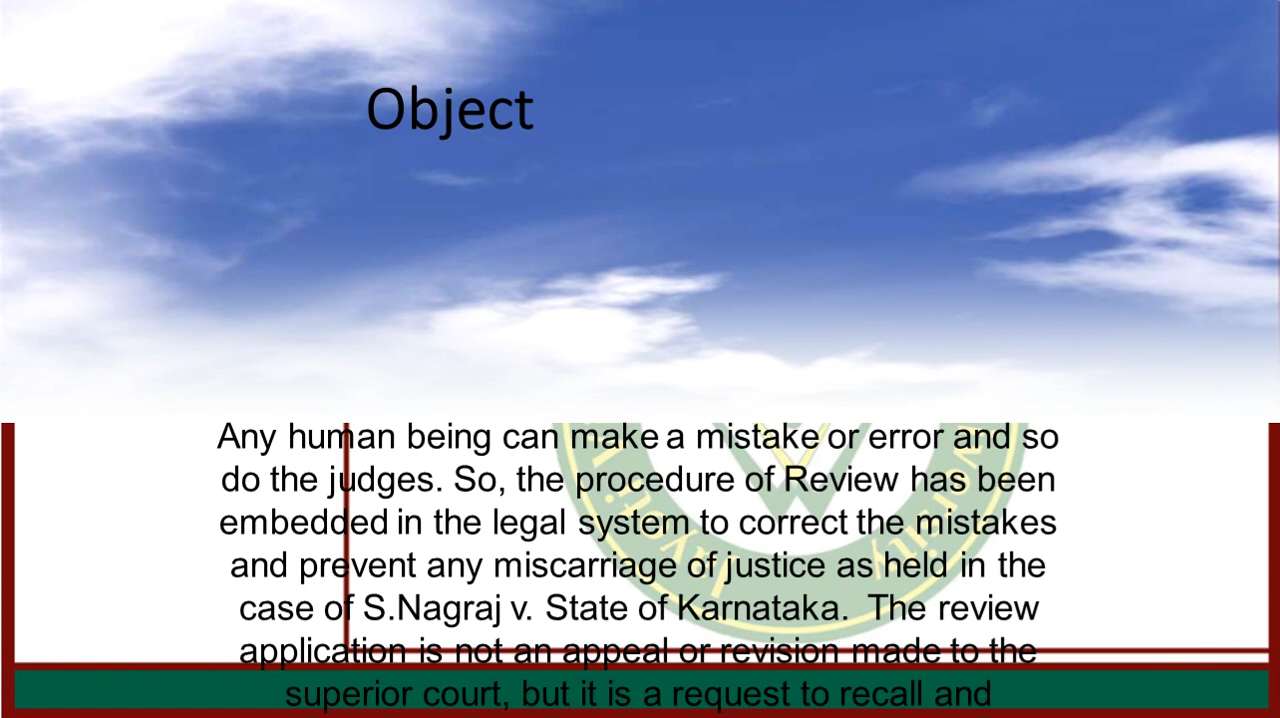 Object
Any human being can make a mistake or error and so
do the judges. So, the procedure of Review has been
embedded in the legal system to correct the mistakes
and prevent any miscarriage of justice as held in the
case of S.Nagraj v. State of Karnataka. The review
application is not an appeal or revision made to the
superior court, but it is a request to recall and